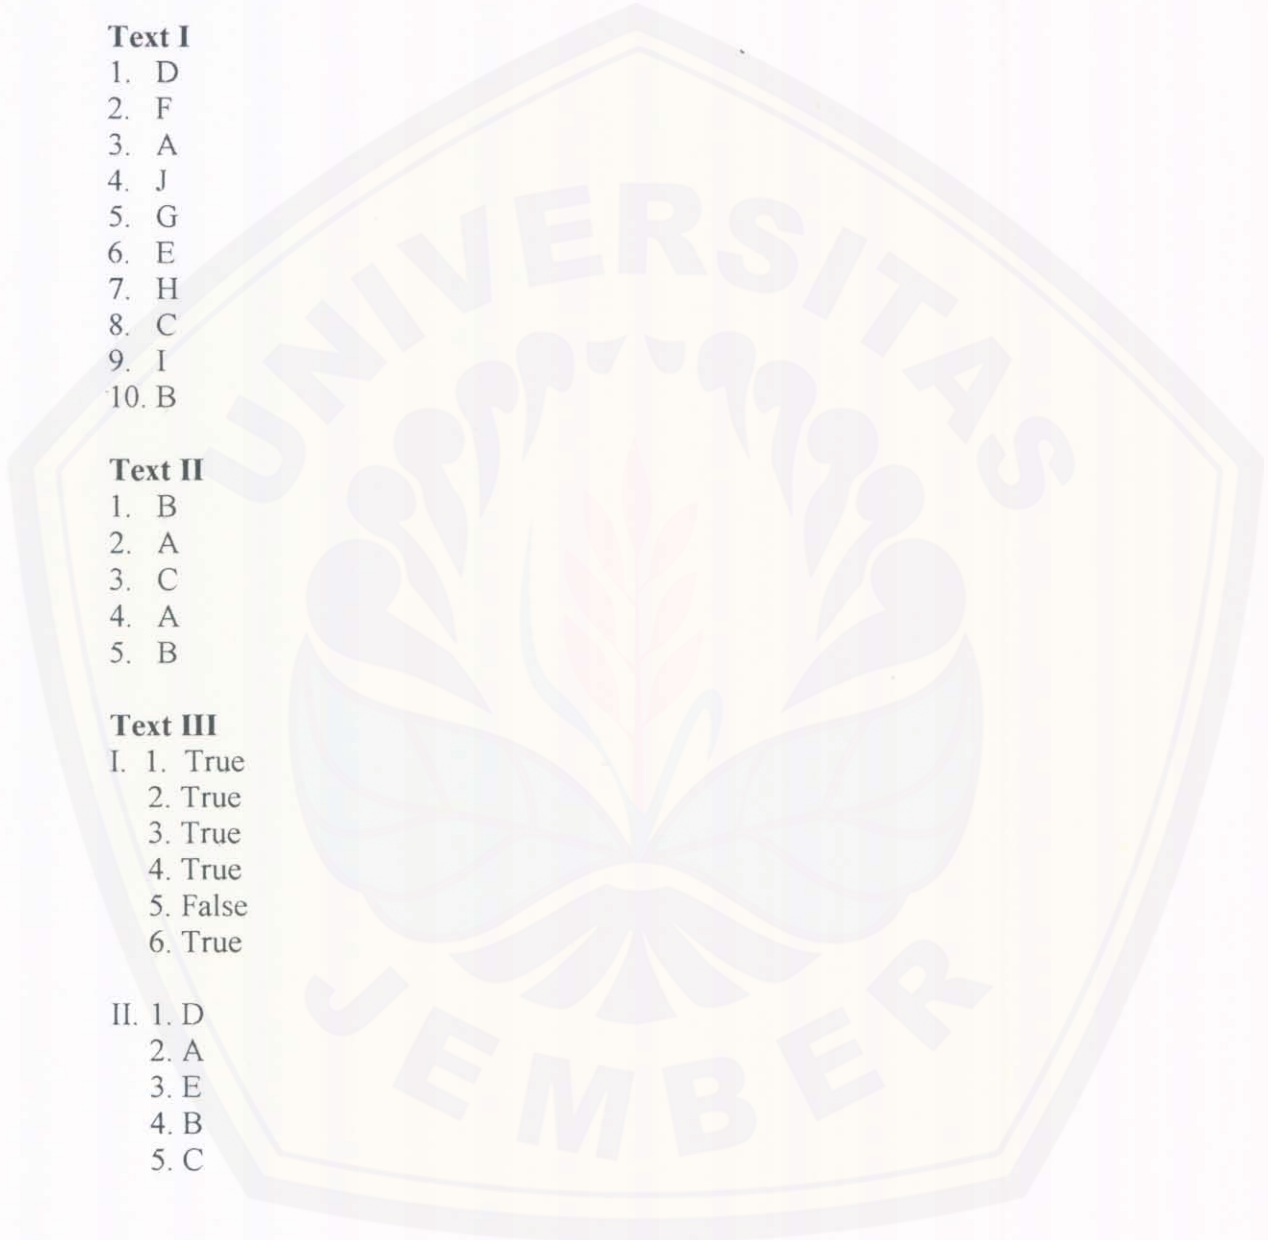 Text I
1. D
2. F
3. A
4. J
5. G
6. E
7. H
8. C
9. I
10. B
Text II
1. B
2. A
3. C
4. A
5. B
Text III
I. 1. True
2. True
3. True
4. True
5. False
6. True
II. 1. D
2. A
3. E
4. B
5. C
UNIVERSITAS
JEMBER